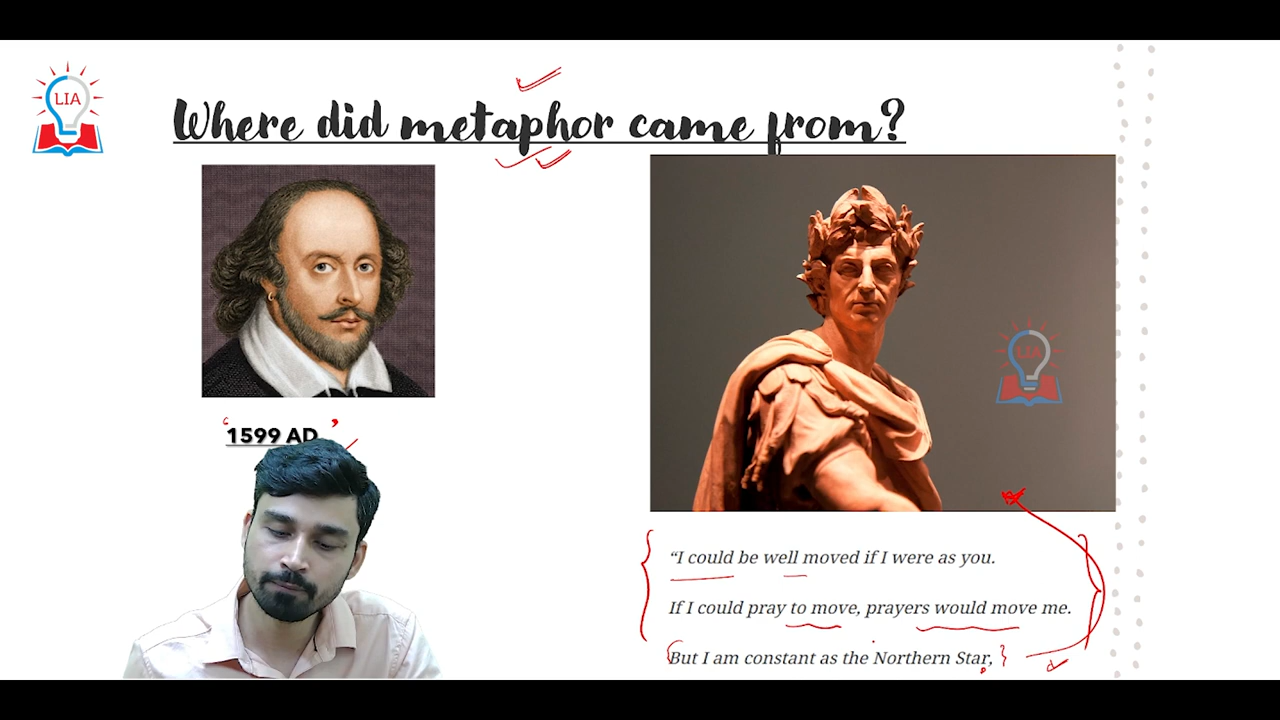 LIA
Where did metaphor came from?
LIA
1599 AD
“I could be well moved if I were as you.
If I could pray to move, prayers would move me.
But I am constant as the Northern Star,